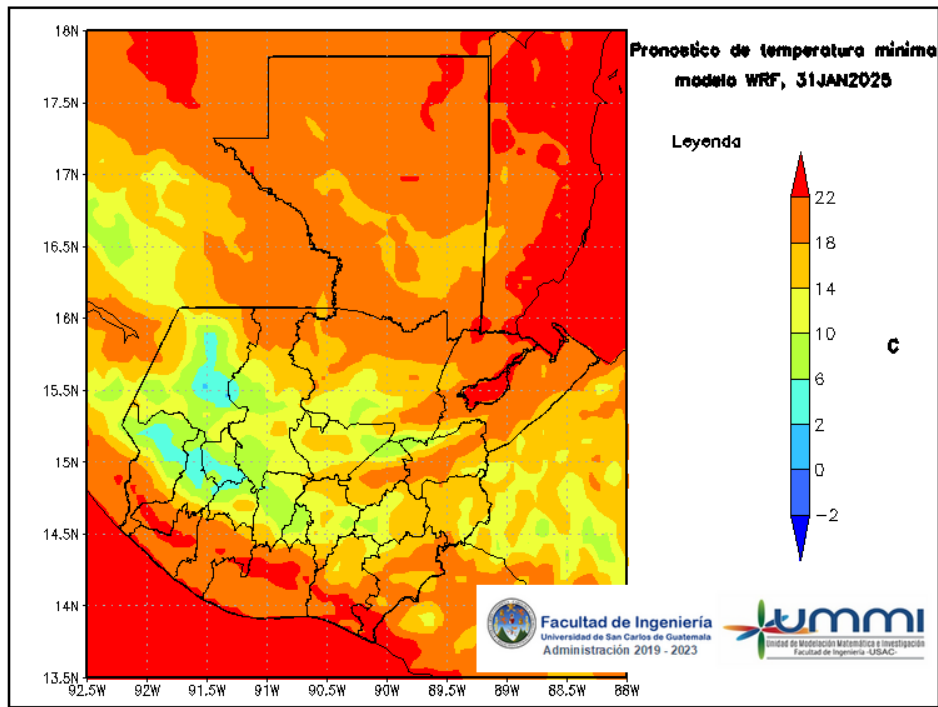 Pronostico de temperatura minima
modelo WRF, 31JAN2025
Leyenda
22
18
14
10
6
2
0
−2
C
18N
17.5N
17N
16.5N
16N
15.5N
15N
14.5N
14N
13.5N
92.5W
92W
91.5W
91W
90.5W
90W
89.5W
89W
88.5W
88W
Facultad de Ingeniería
Universidad de San Carlos de Guatemala
Administración 2019 - 2023
ummi
Unidad de Modelación Matemática e Investigación
Facultad de Ingeniería -USAC-